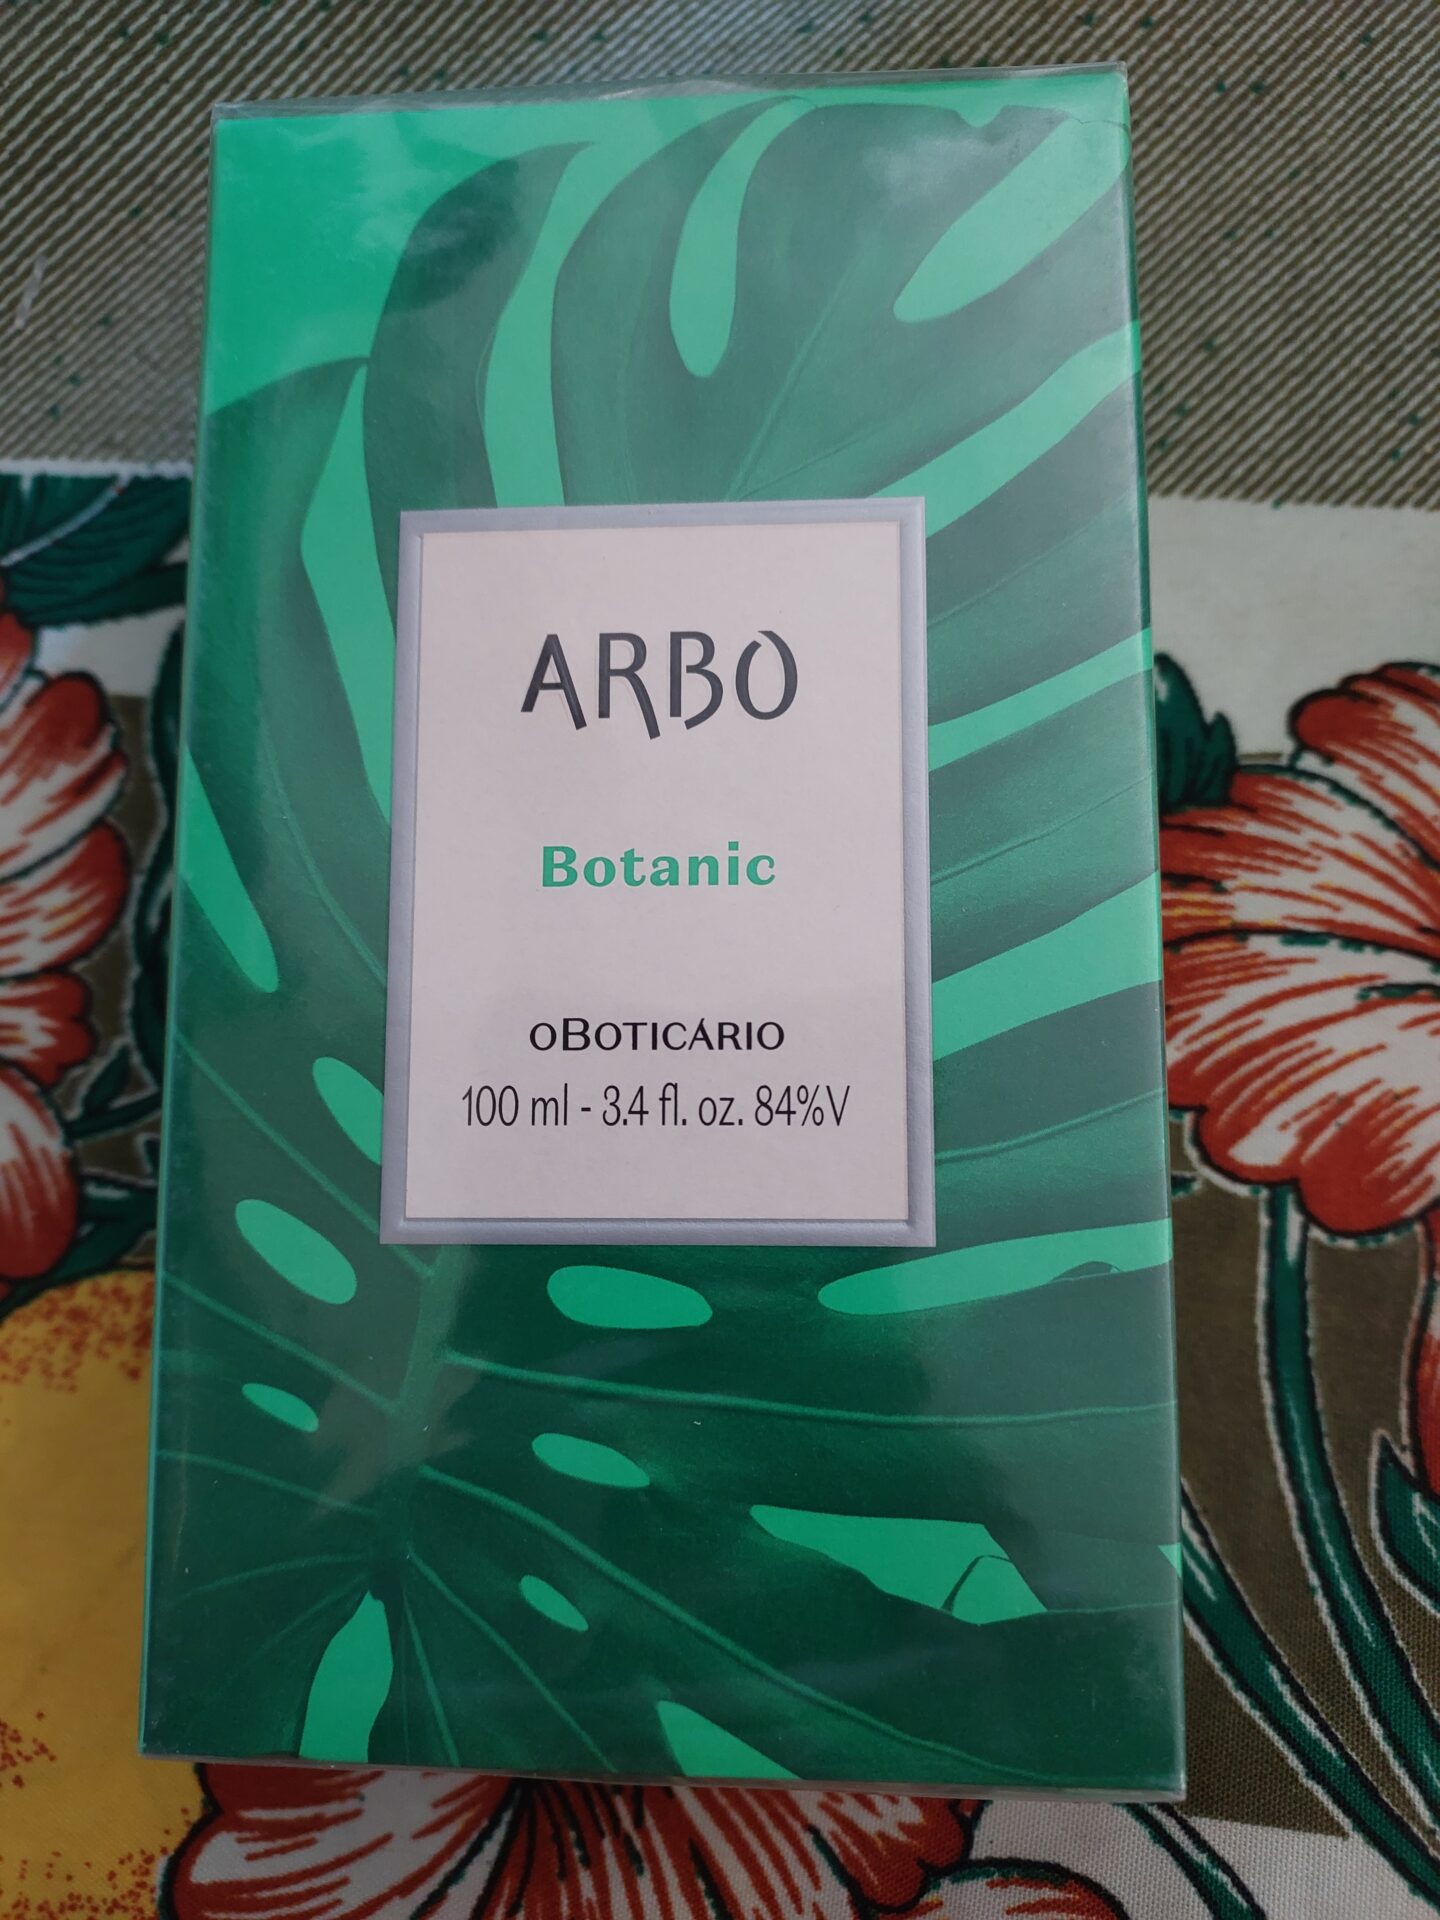 ARBO
Botanic
oBOTICÁRIO
100 ml - 3.4 fl. oz. 84%V